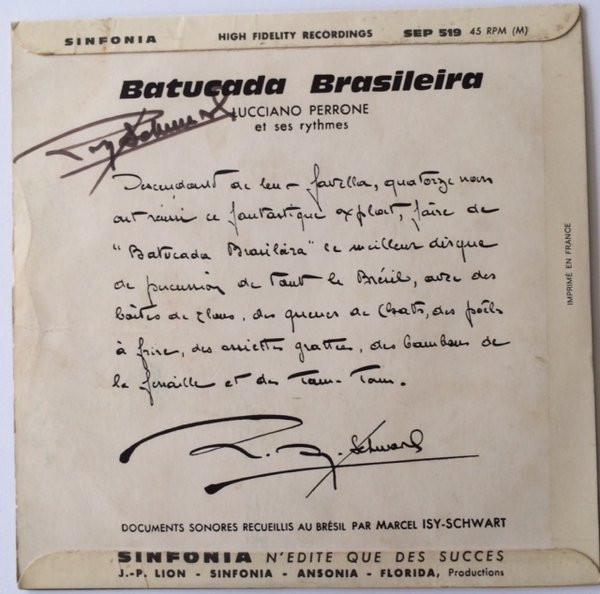 SINFONIA HIGH FIDELITY RECORDINGS SEP 519 45 RPM (M)
Batucada Brasileira
LUCCIANO PERRONE
et ses rythmes
Descendant de leur favella, quatorze noirs
ont réussi ce fantastique exploit, faire de
"Batucada Brasileira" le meilleur disque
de percussion de tout le Brésil, avec des
boîtes de clous, des queues de chats, des poêles
à frire, des assiettes grattées, des bambous de
la ferraille et des Tam-Tam.
DOCUMENTS SONORES RECUEILLIS AU BRÉSIL PAR MARCEL ISY-SCHWART
SINFONIA N'EDITE QUE DES SUCCES
J.-P. LION - SINFONIA - ANSONIA - FLORIDA, Productions
IMPRIMÉ EN FRANCE